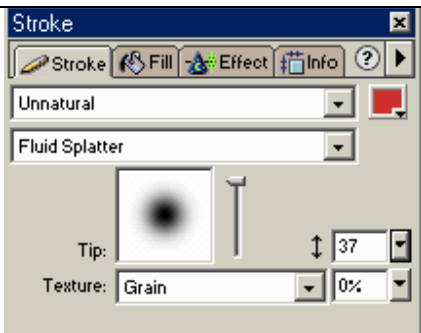 Stroke
Stroke Fill Effect Info ?
Unnatural
Fluid Splatter
Tip: 37
Texture: Grain 0%